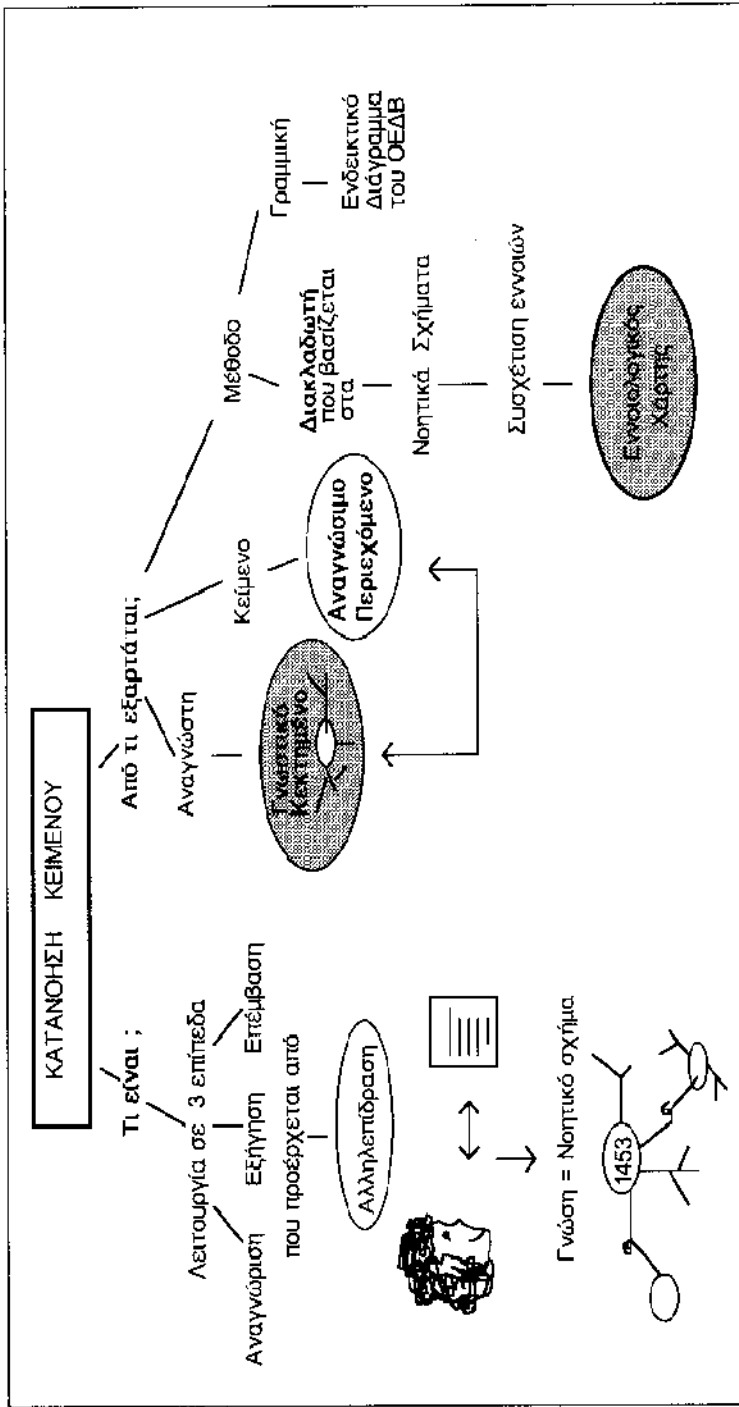 ΚΑΤΑΝΟΗΣΗ ΚΕΙΜΕΝΟΥ
Τι είναι ;
Λειτουργία σε 3 επίπεδα
Αναγνώριση Εξήγηση Επέμβαση
που προέρχεται από
Αλληλεπίδραση
Γνώση = Νοητικό σχήμα
1453
Από τι εξαρτάται;
Αναγνώστη
Γνωστικό
Κεκτημένο
Κείμενο
Αναγνώσιμο
Περιεχόμενο
Μέθοδο
Διακλαδωτή
που βασίζεται
στα
Νοητικά Σχήματα
Συσχέτιση εννοιών
Εννοιολογικός
Χάρτης
Γραμμική
Ενδεικτικό
Διάγραμμα
του ΟΕΔΒ